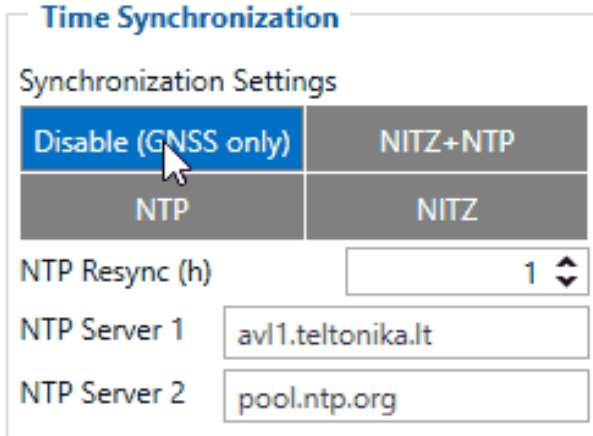 Time Synchronization
Synchronization Settings
Disable (GNSS only) NITZ+NTP
NTP NITZ
NTP Resync (h) 1
NTP Server 1 avl1.teltonika.lt
NTP Server 2 pool.ntp.org